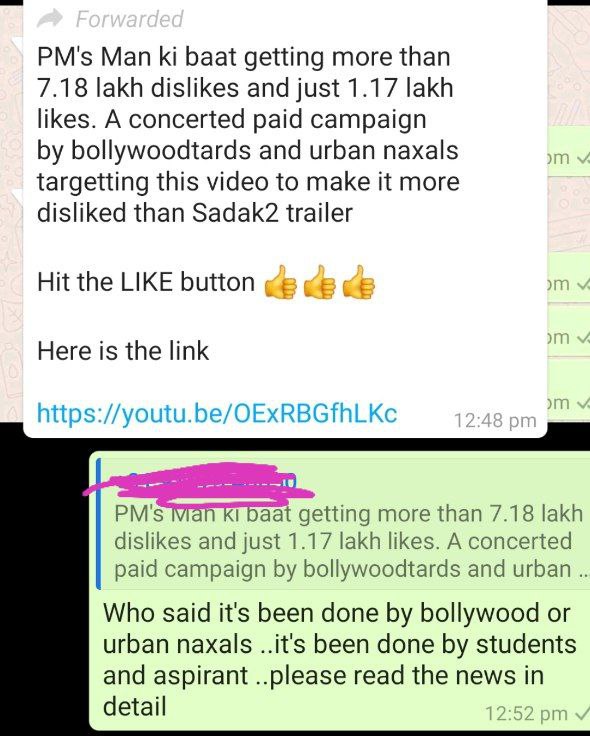 Forwarded
PM's Man ki baat getting more than
7.18 lakh dislikes and just 1.17 lakh
likes. A concerted paid campaign
by bollywoodtards and urban naxals
targetting this video to make it more
disliked than Sadak2 trailer
Hit the LIKE button 👍👍👍
Here is the link
https://youtu.be/OExRBGfhLKc
12:48 pm
pm
pm
pm
pm
PM's Man ki baat getting more than 7.18 lakh
dislikes and just 1.17 lakh likes. A concerted
paid campaign by bollywoodtards and urban ...
Who said it's been done by bollywood or
urban naxals ..it's been done by students
and aspirant ..please read the news in
detail
12:52 pm